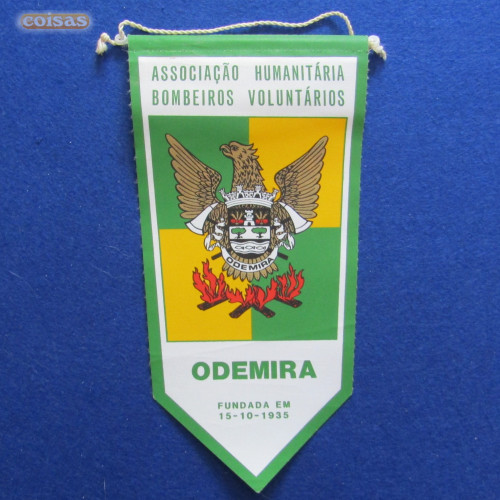 coisas
ASSOCIAÇÃO HUMANITÁRIA
BOMBEIROS VOLUNTÁRIOS
ODEMIRA
ODEMIRA
FUNDADA EM
15-10-1935